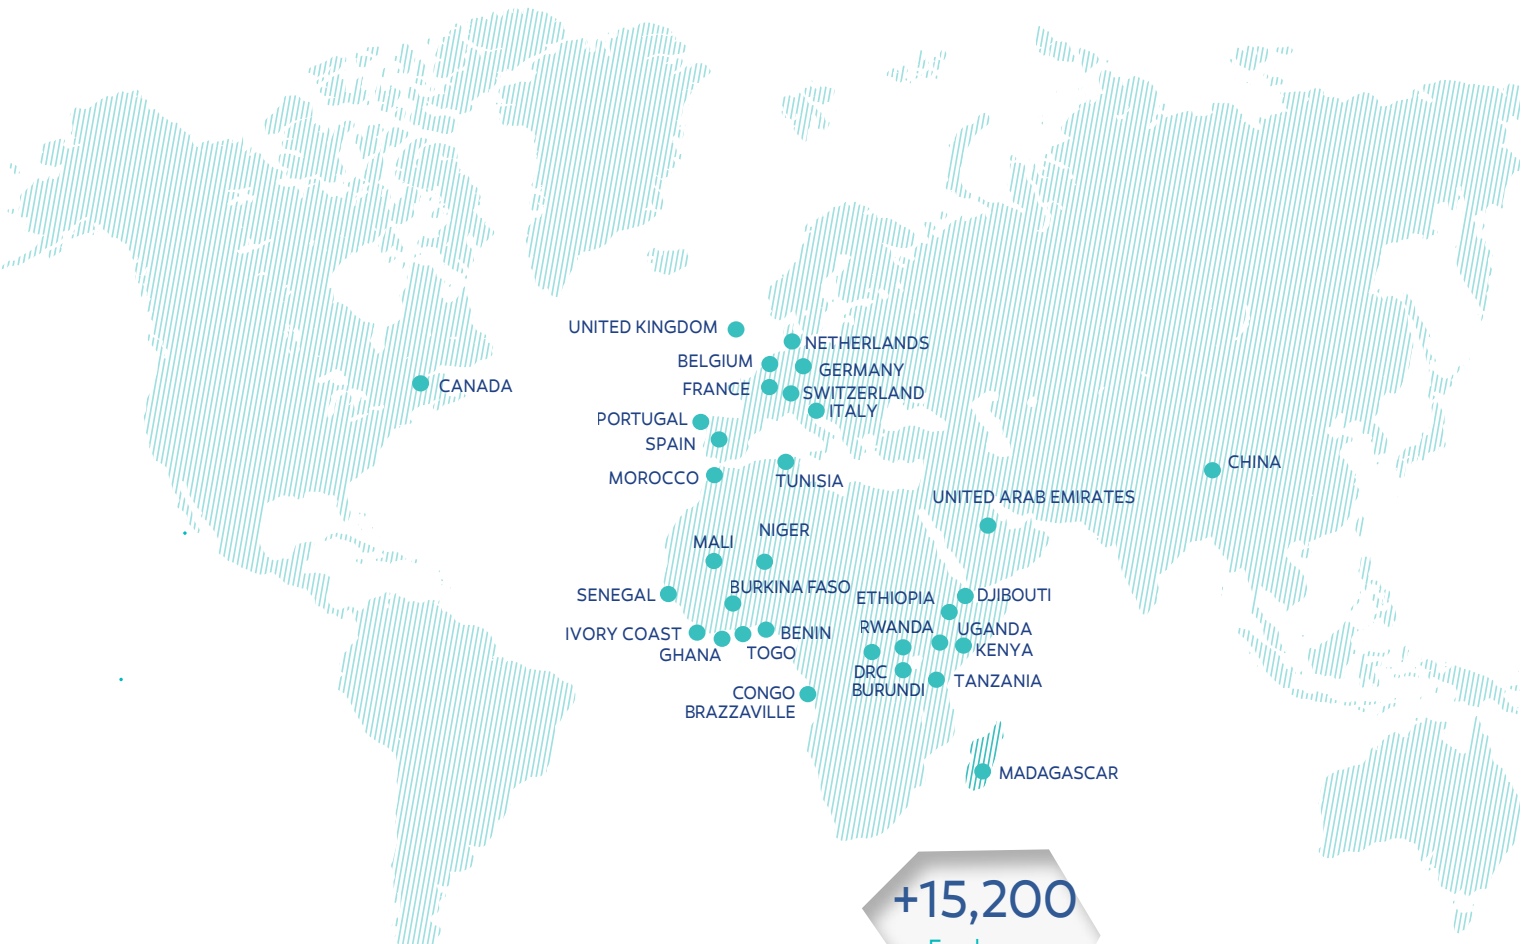 UNITED KINGDOM
NETHERLANDS
BELGIUM
GERMANY
FRANCE
SWITZERLAND
CANADA
ITALY
PORTUGAL
SPAIN
CHINA
MOROCCO
TUNISIA
UNITED ARAB EMIRATES
NIGER
MALI
BURKINA FASO
SENEGAL
ETHIOPIA
DJIBOUTI
RWANDA
UGANDA
IVORY COAST
BENIN
GHANA
TOGO
KENYA
DRC
TANZANIA
BURUNDI
CONGO
BRAZZAVILLE
MADAGASCAR
+15,200